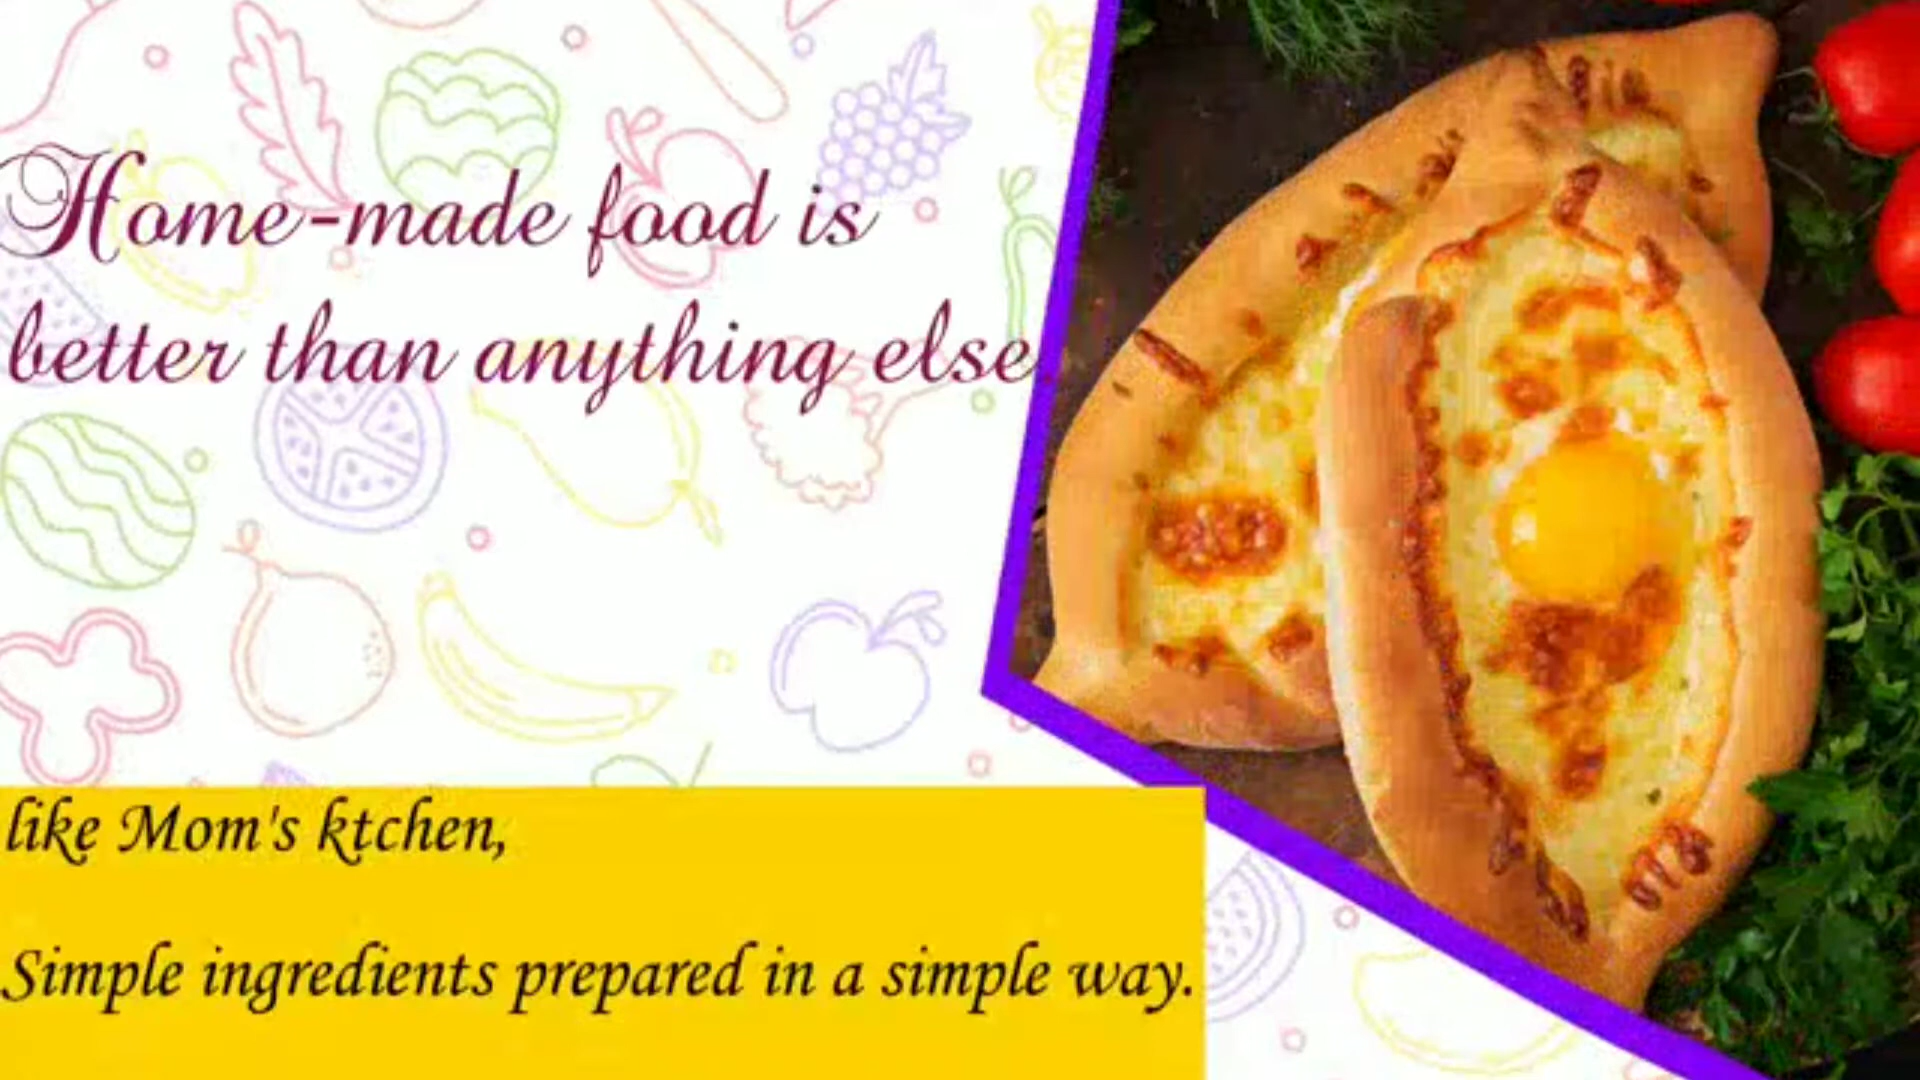 Home-made food is
better than anything else
like Mom's ktchen,
Simple ingredients prepared in a simple way.